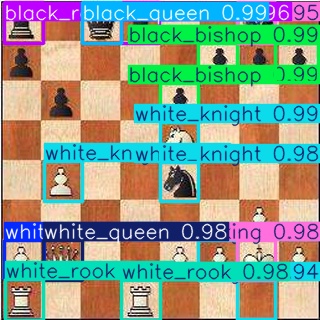 black_r black_queen 0.99 96 95
black_bishop 0.99
black_bishop 0.99
white_knight 0.99
white_kn white_knight 0.98
whit white_queen 0.98 ing 0.98
white_rook white_rook 0.98 94